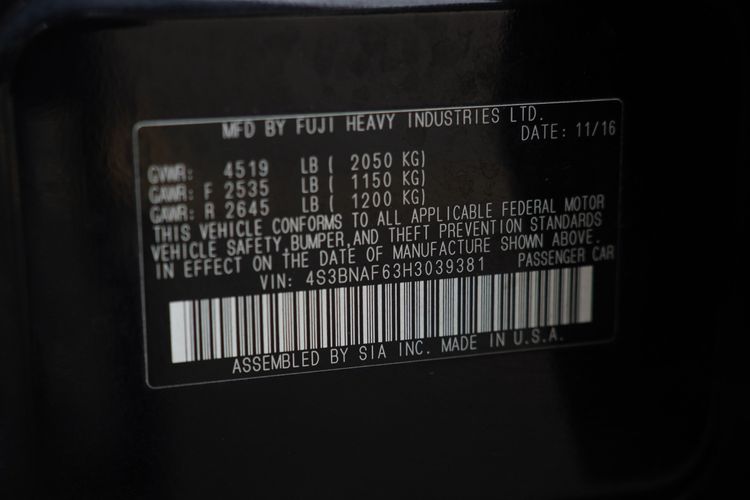 MFD BY FUJI HEAVY INDUSTRIES LTD.
DATE: 11/16
GVWR: 4519 LB ( 2050 KG)
GAWR: F 2535 LB ( 1150 KG)
GAWR: R 2645 LB ( 1200 KG)
THIS VEHICLE CONFORMS TO ALL APPLICABLE FEDERAL MOTOR
VEHICLE SAFETY,BUMPER,AND THEFT PREVENTION STANDARDS
IN EFFECT ON THE DATE OF MANUFACTURE SHOWN ABOVE.
VIN: 4S3BNAF63H3039381 PASSENGER CAR
ASSEMBLED BY SIA INC. MADE IN U.S.A.